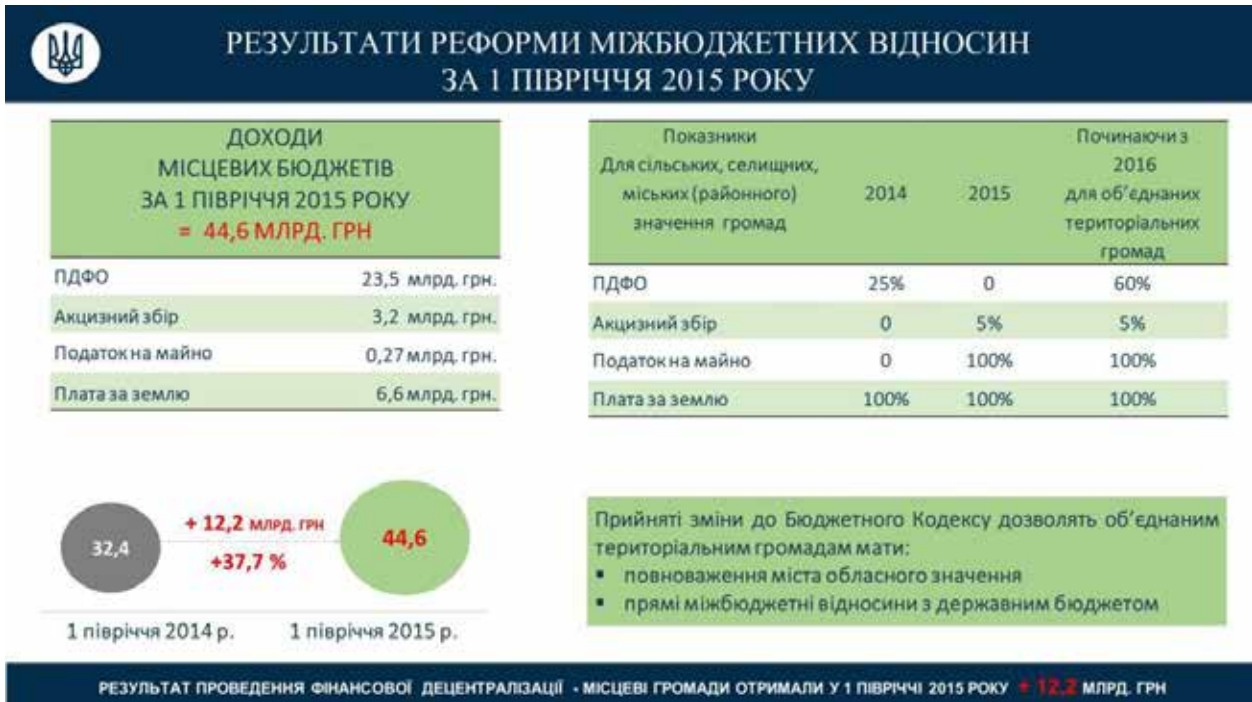 РЕЗУЛЬТАТИ РЕФОРМИ МІЖБЮДЖЕТНИХ ВІДНОСИН
ЗА 1 ПІВРІЧЧЯ 2015 РОКУ
ДОХОДИ
МІСЦЕВИХ БЮДЖЕТІВ
ЗА 1 ПІВРІЧЧЯ 2015 РОКУ
= 44,6 МЛРД. ГРН
ПДФО 23,5 млрд. грн.
Акцизний збір 3,2 млрд. грн.
Податок на майно 0,27 млрд. грн.
Плата за землю 6,6 млрд. грн.
Показники
Для сільських, селищних,
міських (районного)
значення громад
2014
2015
Починаючи з
2016
для об’єднаних
територіальних
громад
ПДФО 25% 0 60%
Акцизний збір 0 5% 5%
Податок на майно 0 100% 100%
Плата за землю 100% 100% 100%
32,4
+ 12,2 МЛРД. ГРН
+37,7 %
44,6
1 півріччя 2014 р. 1 півріччя 2015 р.
Прийняті зміни до Бюджетного Кодексу дозволять об’єднаним
територіальним громадам мати:
▪ повноваження міста обласного значення
▪ прямі міжбюджетні відносини з державним бюджетом
РЕЗУЛЬТАТ ПРОВЕДЕННЯ ФІНАНСОВОЇ ДЕЦЕНТРАЛІЗАЦІЇ - МІСЦЕВІ ГРОМАДИ ОТРИМАЛИ У 1 ПІВРІЧЧІ 2015 РОКУ + 12,2 МЛРД. ГРН